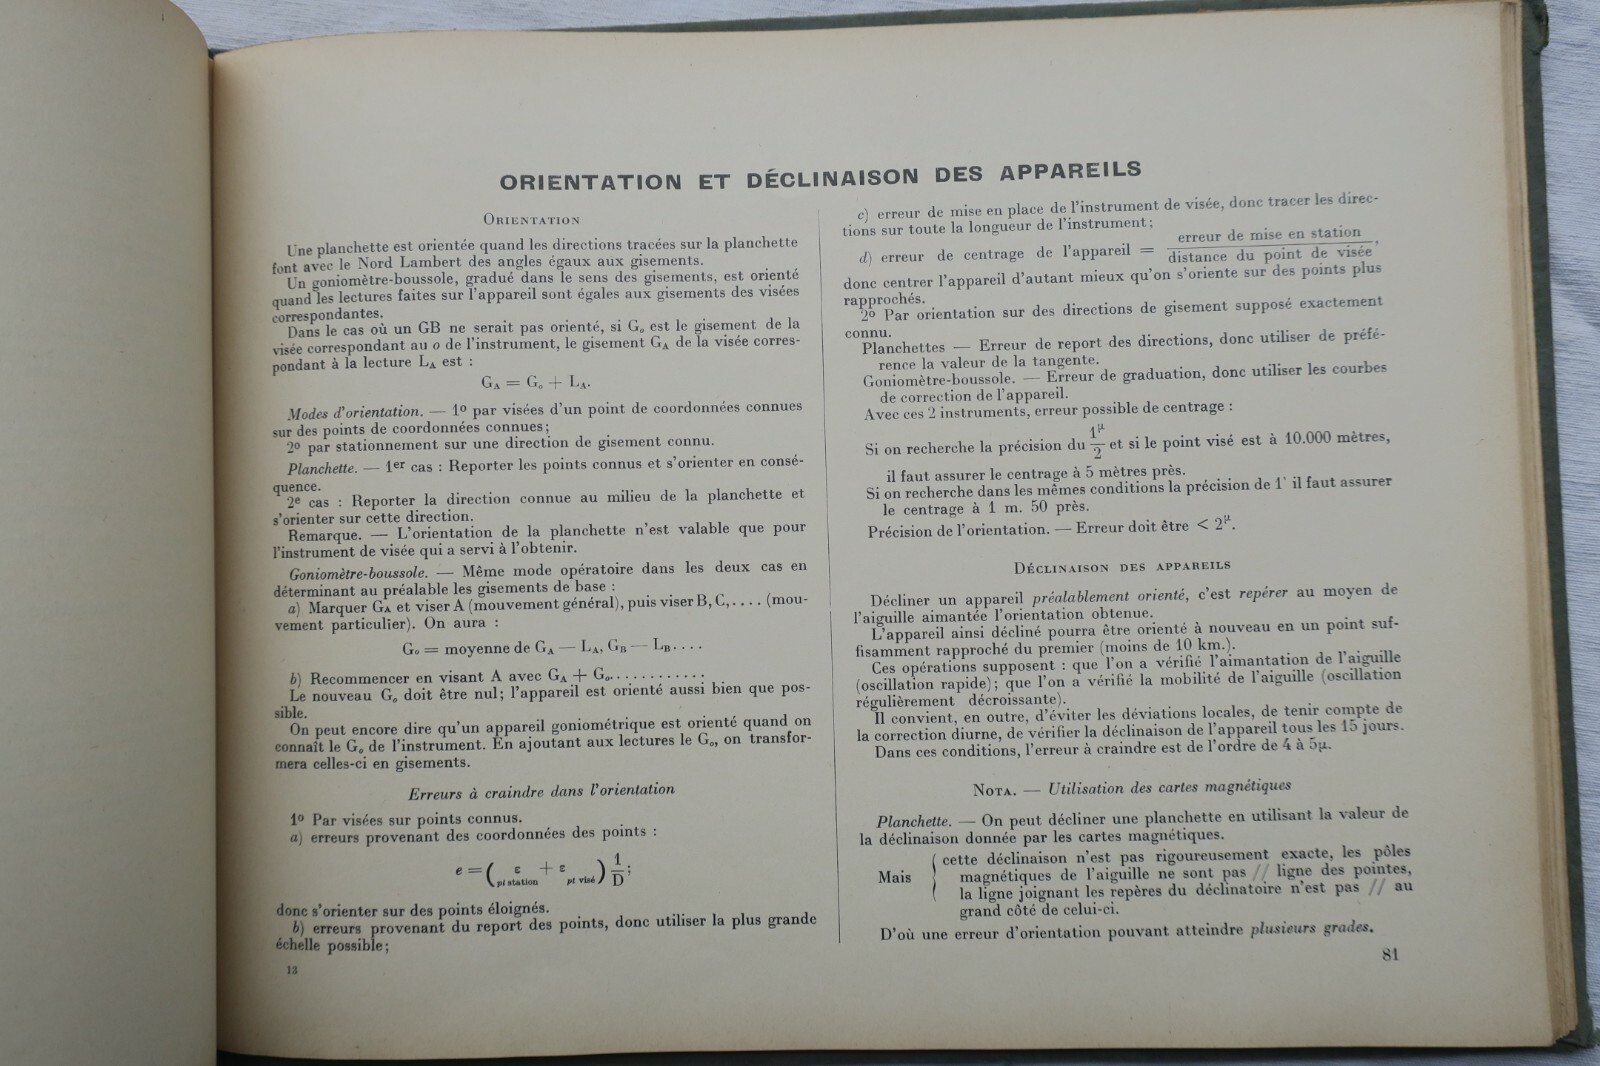 ORIENTATION ET DÉCLINAISON DES APPAREILS
ORIENTATION
Une planchette est orientée quand les directions tracées sur la planchette
font avec le Nord Lambert des angles égaux aux gisements.
Un goniomètre-boussole, gradué dans le sens des gisements, est orienté
quand les lectures faites sur l'appareil sont égales aux gisements des visées
correspondantes.
Dans le cas où un GB ne serait pas orienté, si G₀ est le gisement de la
visée correspondant au o de l'instrument, le gisement G_A de la visée corres-
pondant à la lecture L_A est :
G_A = G₀ + L_A.
Modes d'orientation. — 1º par visées d'un point de coordonnées connues
sur des points de coordonnées connues;
2º par stationnement sur une direction de gisement connu.
Planchette. — 1er cas : Reporter les points connus et s'orienter en consé-
quence.
2e cas : Reporter la direction connue au milieu de la planchette et
s'orienter sur cette direction.
Remarque. — L'orientation de la planchette n'est valable que pour
l'instrument de visée qui a servi à l'obtenir.
Goniomètre-boussole. — Même mode opératoire dans les deux cas en
déterminant au préalable les gisements de base :
a) Marquer G_A et viser A (mouvement général), puis viser B, C,.... (mou-
vement particulier). On aura :
G₀ = moyenne de G_A — L_A, G_B — L_B....
b) Recommencer en visant A avec G_A + G₀............
Le nouveau G₀ doit être nul; l'appareil est orienté aussi bien que pos-
sible.
On peut encore dire qu'un appareil goniométrique est orienté quand on
connaît le G₀ de l'instrument. En ajoutant aux lectures le G₀, on transfor-
mera celles-ci en gisements.
Erreurs à craindre dans l'orientation
1º Par visées sur points connus.
a) erreurs provenant des coordonnées des points :
e = (ε pt station + ε pt visé) 1/D;
donc s'orienter sur des points éloignés.
b) erreurs provenant du report des points, donc utiliser la plus grande
échelle possible;
13
c) erreur de mise en place de l'instrument de visée, donc tracer les direc-
tions sur toute la longueur de l'instrument;
d) erreur de centrage de l'appareil = erreur de mise en station / distance du point de visée,
donc centrer l'appareil d'autant mieux qu'on s'oriente sur des points plus
rapprochés.
2º Par orientation sur des directions de gisement supposé exactement
connu.
Planchettes — Erreur de report des directions, donc utiliser de préfé-
rence la valeur de la tangente.
Goniomètre-boussole. — Erreur de graduation, donc utiliser les courbes
de correction de l'appareil.
Avec ces 2 instruments, erreur possible de centrage :
Si on recherche la précision du 1μ/2 et si le point visé est à 10.000 mètres,
il faut assurer le centrage à 5 mètres près.
Si on recherche dans les mêmes conditions la précision de 1' il faut assurer
le centrage à 1 m. 50 près.
Précision de l'orientation. — Erreur doit être < 2μ.
DÉCLINAISON DES APPAREILS
Décliner un appareil préalablement orienté, c'est repérer au moyen de
l'aiguille aimantée l'orientation obtenue.
L'appareil ainsi décliné pourra être orienté à nouveau en un point suf-
fisamment rapproché du premier (moins de 10 km.).
Ces opérations supposent : que l'on a vérifié l'aimantation de l'aiguille
(oscillation rapide); que l'on a vérifié la mobilité de l'aiguille (oscillation
régulièrement décroissante).
Il convient, en outre, d'éviter les déviations locales, de tenir compte de
la correction diurne, de vérifier la déclinaison de l'appareil tous les 15 jours.
Dans ces conditions, l'erreur à craindre est de l'ordre de 4 à 5μ.
NOTA. — Utilisation des cartes magnétiques
Planchette. — On peut décliner une planchette en utilisant la valeur de
la déclinaison donnée par les cartes magnétiques.
Mais { cette déclinaison n'est pas rigoureusement exacte, les pôles
magnétiques de l'aiguille ne sont pas // ligne des pointes,
la ligne joignant les repères du déclinatoire n'est pas // au
grand côté de celui-ci.
D'où une erreur d'orientation pouvant atteindre plusieurs grades.
81